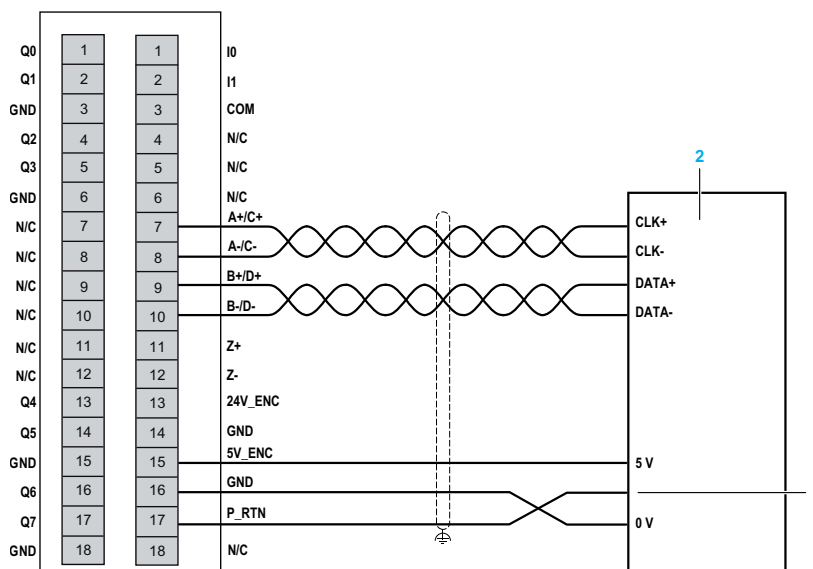 2
Q0 1 1 I0
Q1 2 2 I1
GND 3 3 COM
Q2 4 4 N/C
Q3 5 5 N/C
GND 6 6 N/C
N/C 7 7 A+/C+ CLK+
N/C 8 8 A-/C- CLK-
N/C 9 9 B+/D+ DATA+
N/C 10 10 B-/D- DATA-
N/C 11 11 Z+
N/C 12 12 Z-
Q4 13 13 24V_ENC
Q5 14 14 GND
GND 15 15 5V_ENC 5 V
Q6 16 16 GND
Q7 17 17 P_RTN 0 V
GND 18 18 N/C